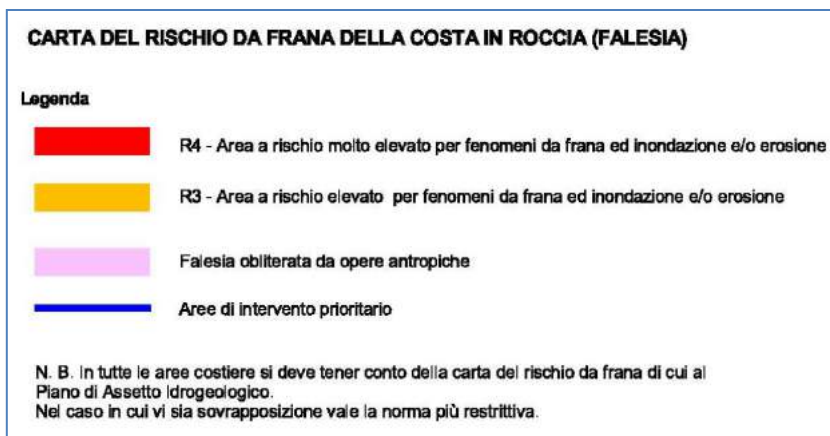 CARTA DEL RISCHIO DA FRANA DELLA COSTA IN ROCCIA (FALESIA)
Legenda
R4 - Area a rischio molto elevato per fenomeni da frana ed inondazione e/o erosione
R3 - Area a rischio elevato per fenomeni da frana ed inondazione e/o erosione
Falesia obliterata da opere antropiche
Aree di intervento prioritario
N. B. In tutte le aree costiere si deve tener conto della carta del rischio da frana di cui al
Piano di Assetto Idrogeologico.
Nel caso in cui vi sia sovrapposizione vale la norma più restrittiva.